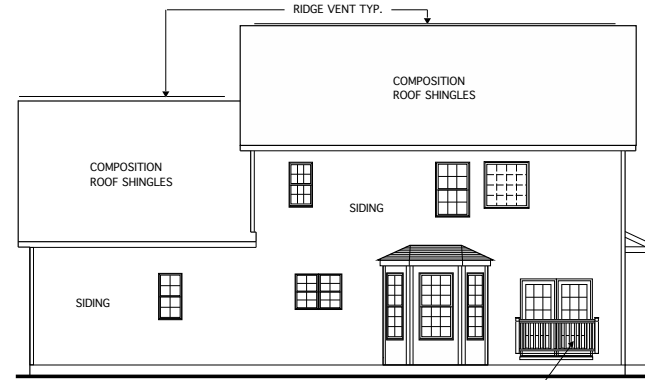 RIDGE VENT TYP.
COMPOSITION
ROOF SHINGLES
COMPOSITION
ROOF SHINGLES
SIDING
SIDING